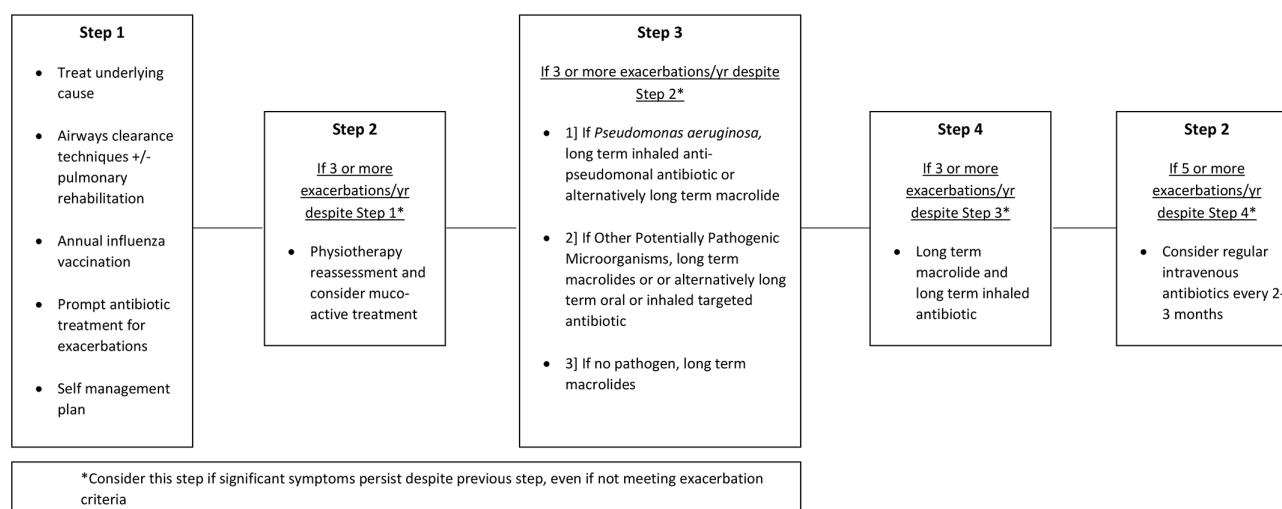 Step 1
• Treat underlying
cause
• Airways clearance
techniques +/-
pulmonary
rehabilitation
• Annual influenza
vaccination
• Prompt antibiotic
treatment for
exacerbations
• Self management
plan
Step 2
If 3 or more
exacerbations/yr
despite Step 1*
• Physiotherapy
reassessment and
consider muco-
active treatment
Step 3
If 3 or more exacerbations/yr despite
Step 2*
• 1] If Pseudomonas aeruginosa,
long term inhaled anti-
pseudomonal antibiotic or
alternatively long term macrolide
• 2] If Other Potentially Pathogenic
Microorganisms, long term
macrolides or or alternatively long
term oral or inhaled targeted
antibiotic
• 3] If no pathogen, long term
macrolides
Step 4
If 3 or more
exacerbations/yr
despite Step 3*
• Long term
macrolide and
long term inhaled
antibiotic
Step 2
If 5 or more
exacerbations/yr
despite Step 4*
• Consider regular
intravenous
antibiotics every 2-
3 months
*Consider this step if significant symptoms persist despite previous step, even if not meeting exacerbation
criteria